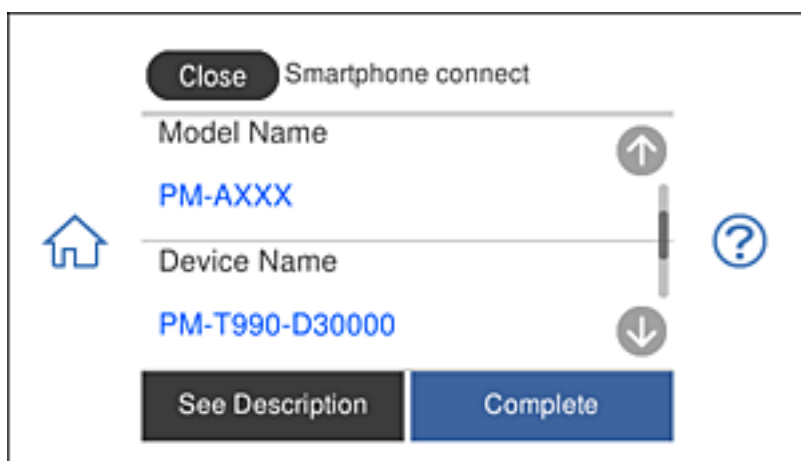 Close Smartphone connect
Model Name
PM-AXXX
Device Name
PM-T990-D30000
See Description Complete